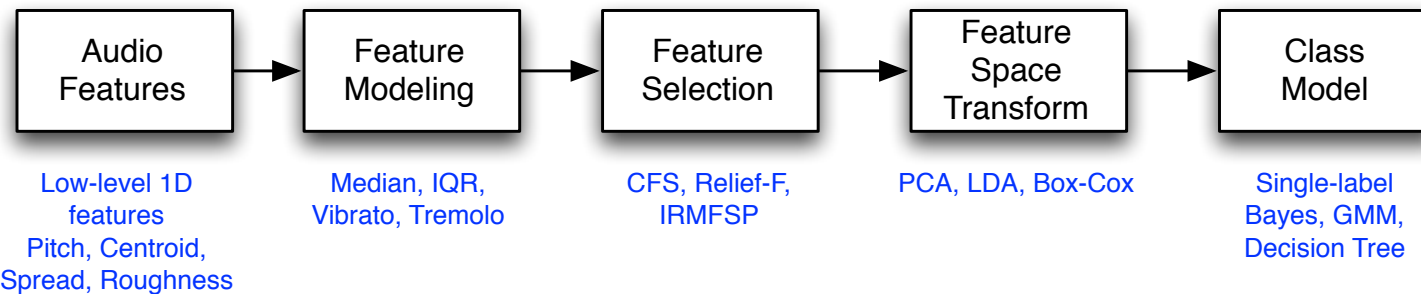 Audio
Features
Feature
Modeling
Feature
Selection
Feature
Space
Transform
Class
Model
Low-level 1D
features
Pitch, Centroid,
Spread, Roughness
Median, IQR,
Vibrato, Tremolo
CFS, Relief-F,
IRMFSP
PCA, LDA, Box-Cox
Single-label
Bayes, GMM,
Decision Tree